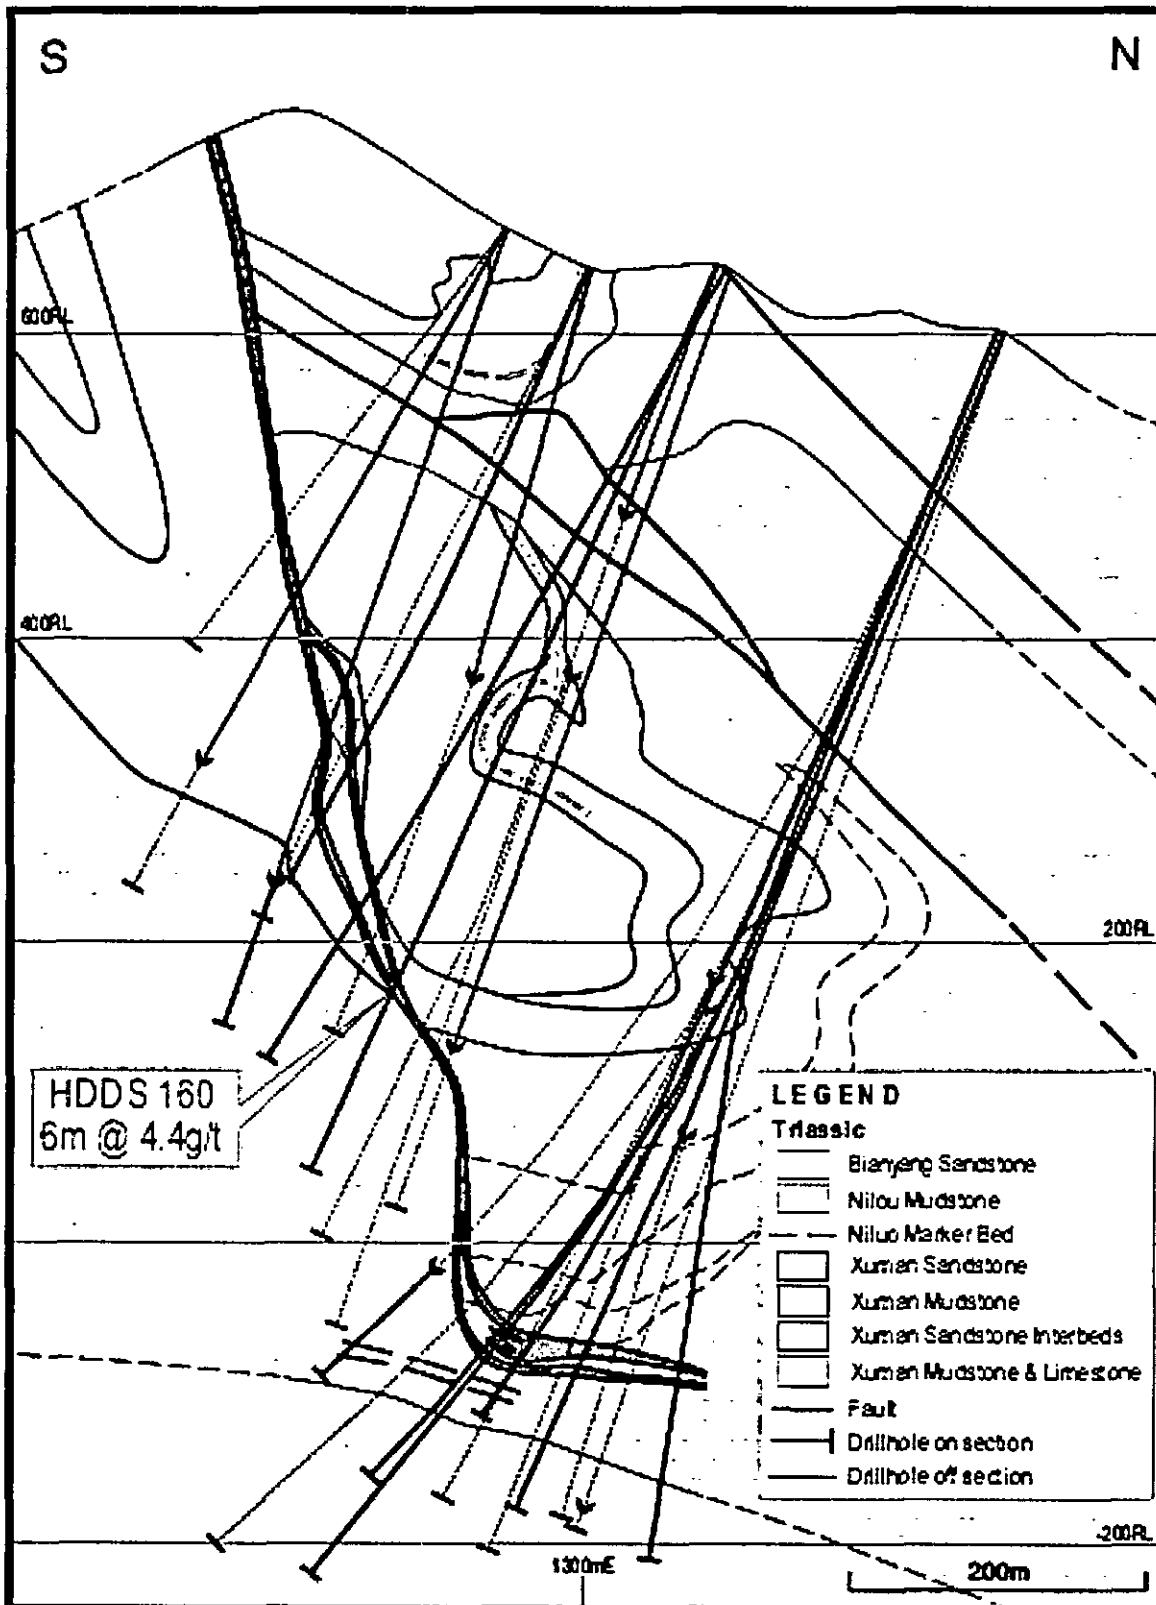 S
N
600RL
400RL
200RL
HDDS 160
6m @ 4.4g/t
LEGEND
Triassic
Bianyang Sandstone
Nilou Mudstone
Niluo Marker Bed
Xuman Sandstone
Xuman Mudstone
Xuman Sandstone Interbeds
Xuman Mudstone & Limestone
Fault
Drillhole on section
Drillhole off section
-200RL
1300mE
200m